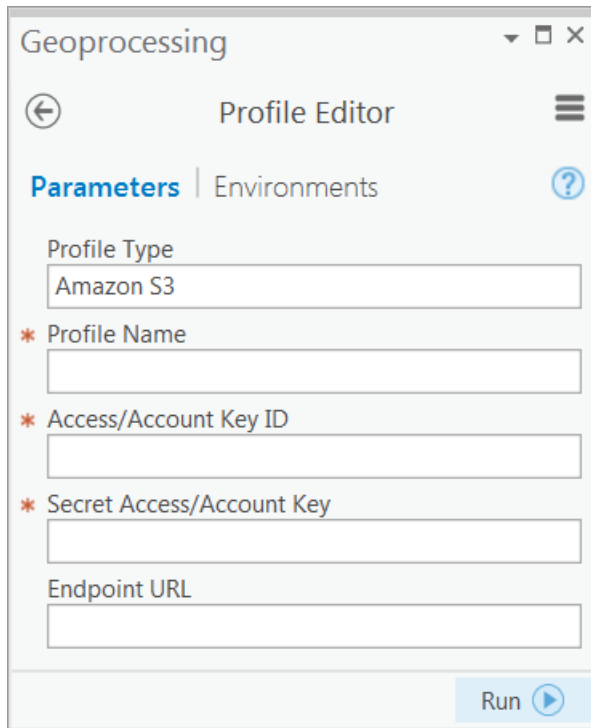 Geoprocessing
Profile Editor
Parameters | Environments
?
Profile Type
Amazon S3
* Profile Name
* Access/Account Key ID
* Secret Access/Account Key
Endpoint URL
Run